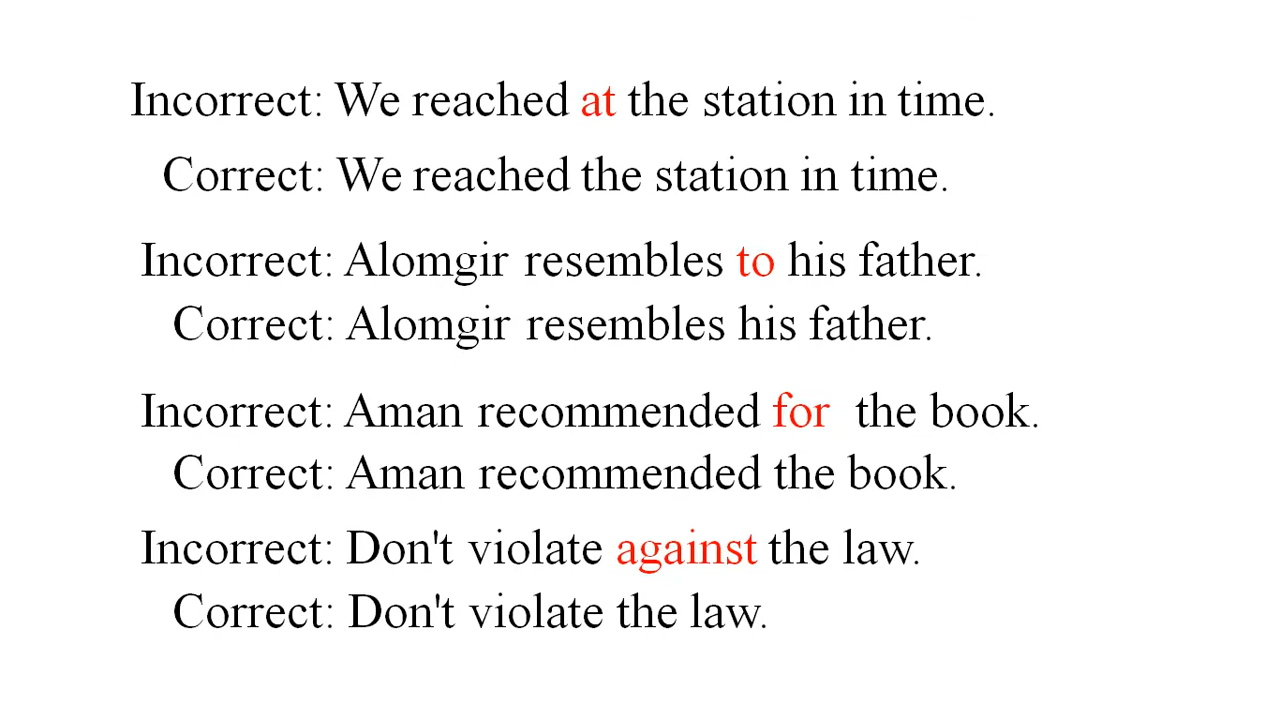 Incorrect: We reached at the station in time.
Correct: We reached the station in time.
Incorrect: Alomgir resembles to his father.
Correct: Alomgir resembles his father.
Incorrect: Aman recommended for the book.
Correct: Aman recommended the book.
Incorrect: Don't violate against the law.
Correct: Don't violate the law.